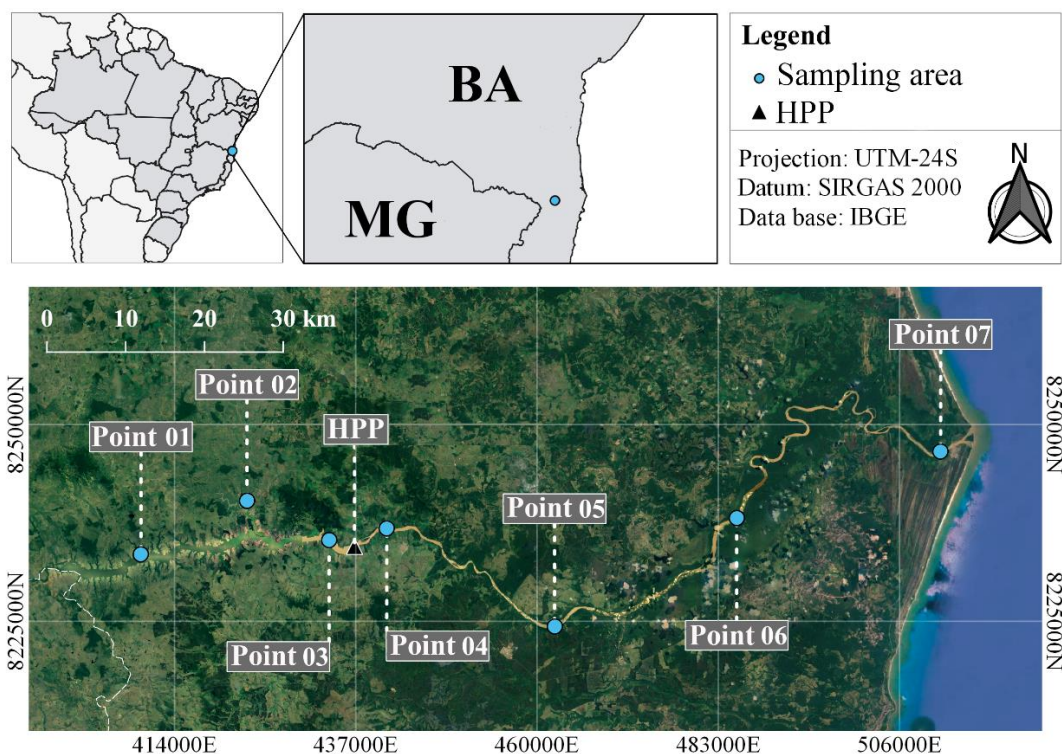 BA
MG
Legend
Sampling area
HPP
Projection: UTM-24S
Datum: SIRGAS 2000
Data base: IBGE
N
0 10 20 30 km
Point 01
Point 02
HPP
Point 03
Point 04
Point 05
Point 06
Point 07
8250000N
8225000N
8250000N
8225000N
414000E 437000E 460000E 483000E 506000E